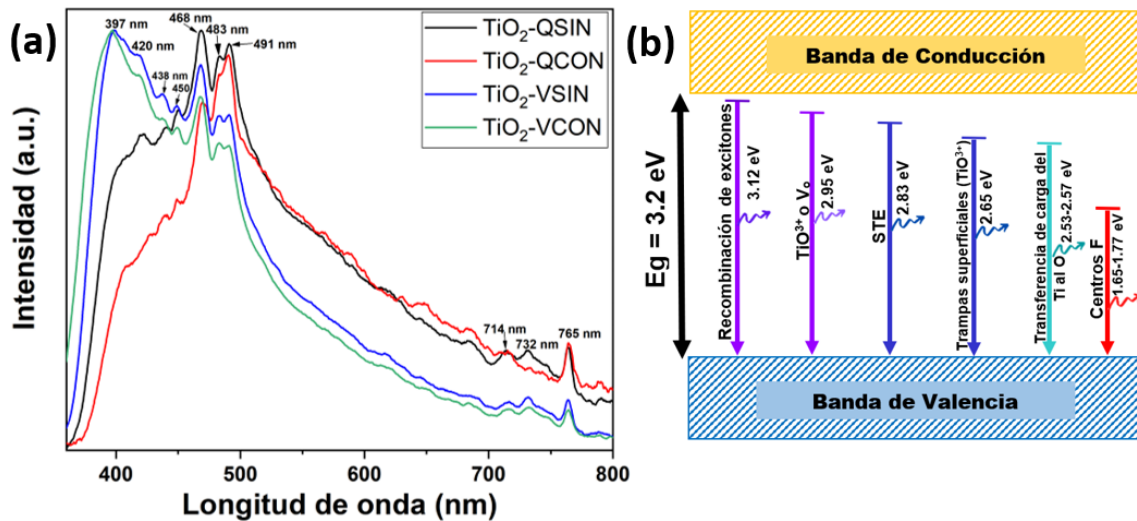 (a)
397 nm
420 nm
438 nm
450
468 nm
483 nm
491 nm
714 nm
732 nm
765 nm
TiO2-QSIN
TiO2-QCON
TiO2-VSIN
TiO2-VCON
Intensidad (a.u.)
400
500
600
700
800
Longitud de onda (nm)
(b)
Banda de Conducción
Eg = 3.2 eV
Recombinación de excitones
3.12 eV
TiO³⁺ o Vₒ
2.95 eV
STE
2.83 eV
Trampas superficiales (TiO³⁺)
2.65 eV
Transferencia de carga del
Ti al O
2.53-2.57 eV
Centros F
1.65-1.77 eV
Banda de Valencia